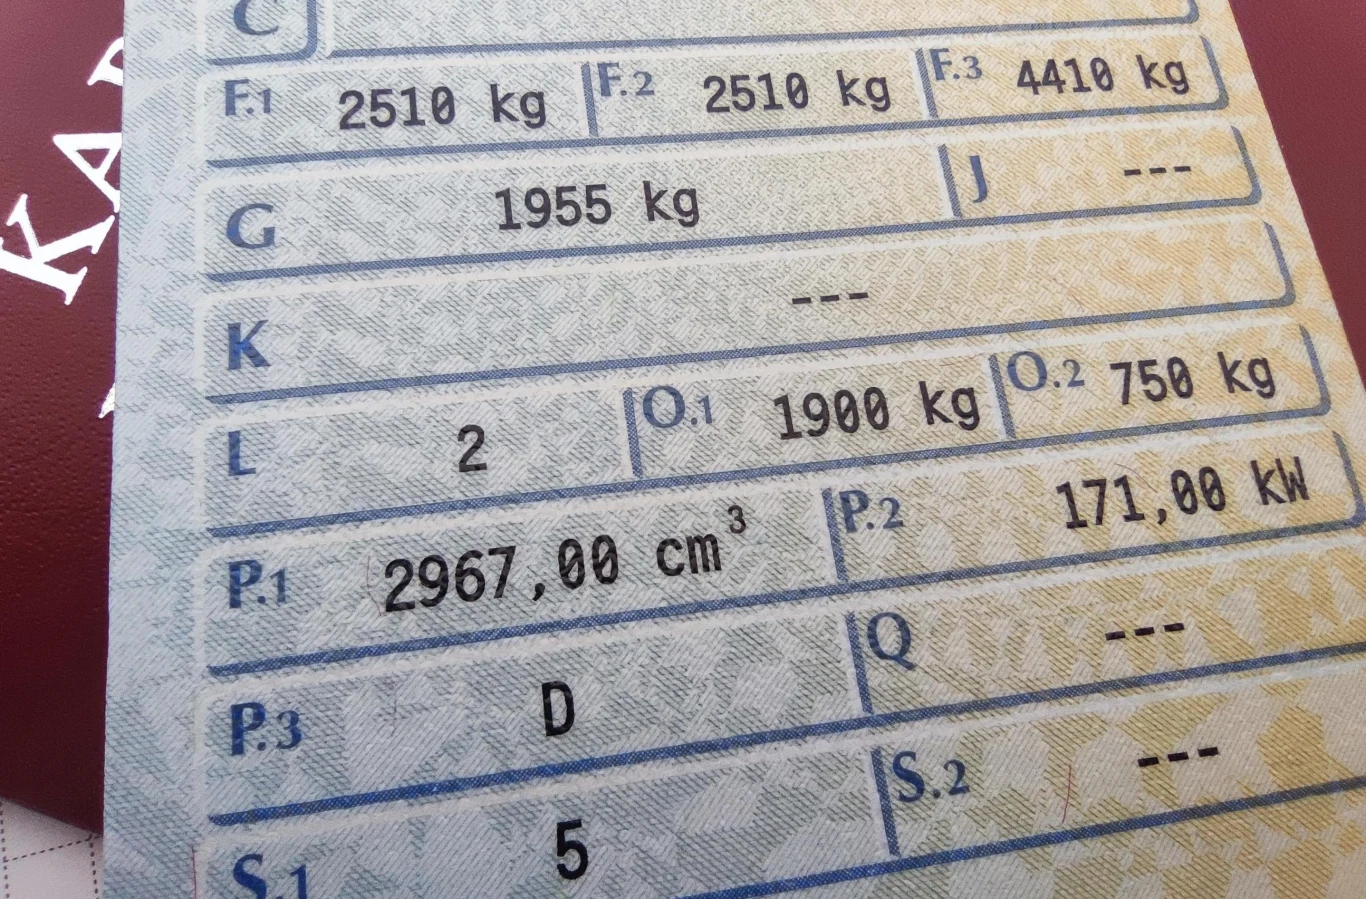 C
KAR
F.1 2510 kg F.2 2510 kg F.3 4410 kg
G 1955 kg J ---
K ---
L 2 O.1 1900 kg O.2 750 kg
P.1 2967,00 cm³ P.2 171,00 kW
P.3 D Q ---
S.1 5 S.2 ---